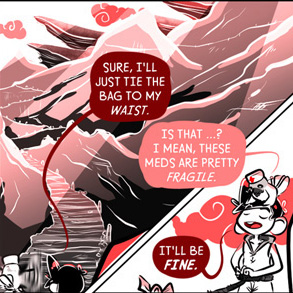 SURE, I'LL
JUST TIE THE
BAG TO MY
WAIST.
IS THAT ...?
I MEAN, THESE
MEDS ARE PRETTY
FRAGILE.
IT'LL BE
FINE.